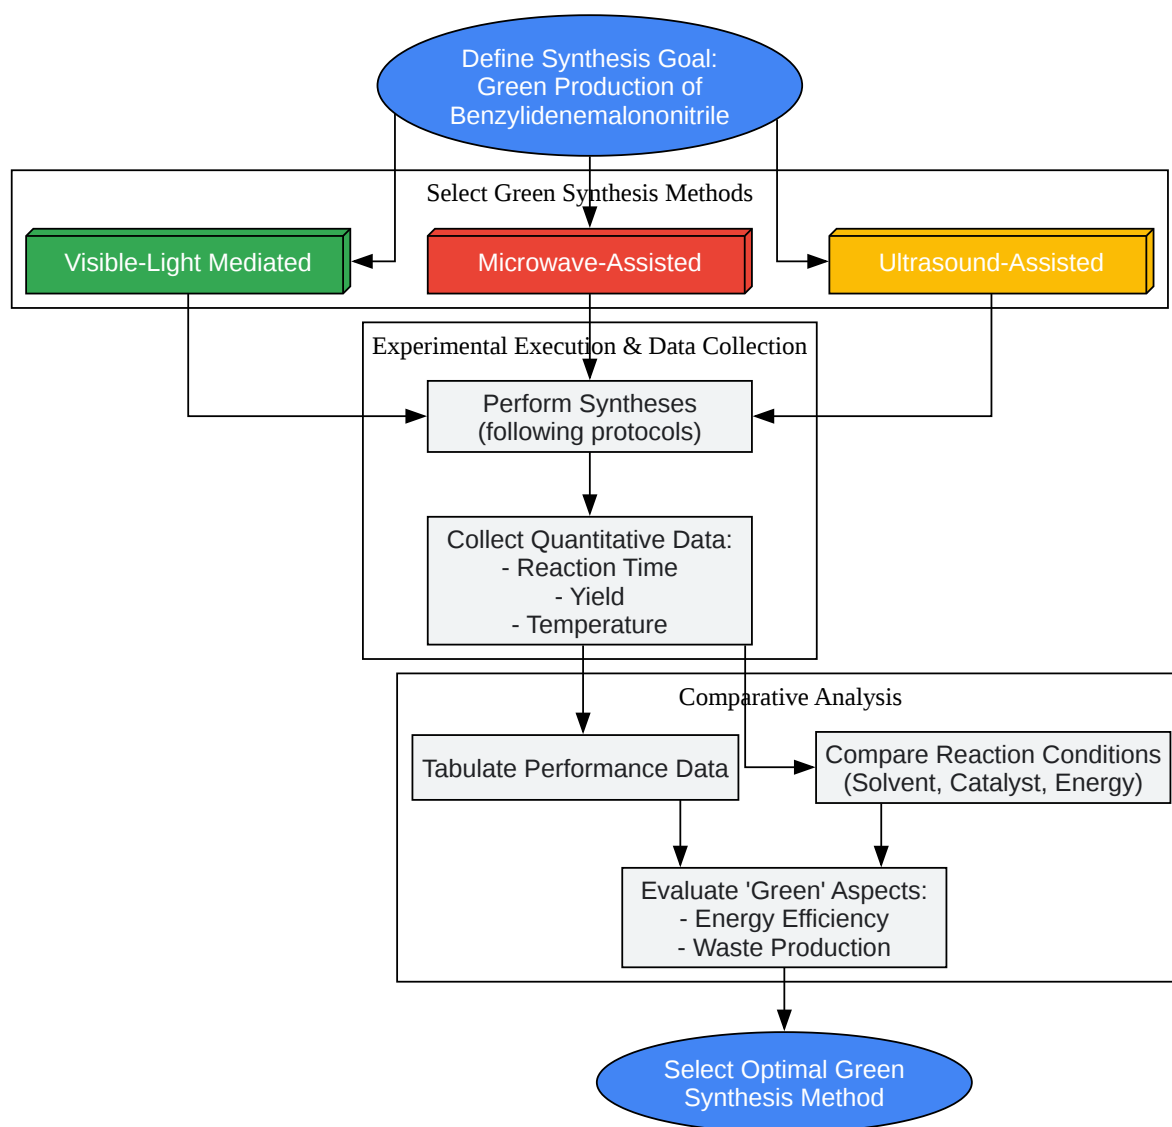 Define Synthesis Goal:
Green Production of
Benzylidenemalononitrile
Select Green Synthesis Methods
Visible-Light Mediated
Microwave-Assisted
Ultrasound-Assisted
Experimental Execution & Data Collection
Perform Syntheses
(following protocols)
Collect Quantitative Data:
- Reaction Time
- Yield
- Temperature
Comparative Analysis
Tabulate Performance Data
Compare Reaction Conditions
(Solvent, Catalyst, Energy)
Evaluate 'Green' Aspects:
- Energy Efficiency
- Waste Production
Select Optimal Green
Synthesis Method